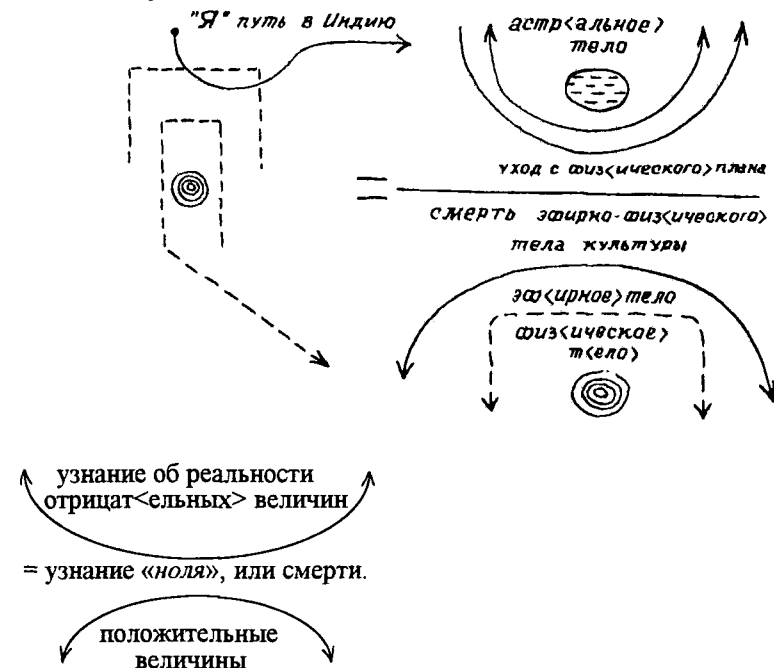 "Я" путь в Индию
астр<альное>
тело
уход с физ<ического> плана
=
смерть эфирно-физ<ического>
тела культуры
эф<ирное> тело
физ<ическое>
т<ело>
узнание об реальности
отрицат<ельных> величин
= узнание «ноля», или смерти.
положительные
величины